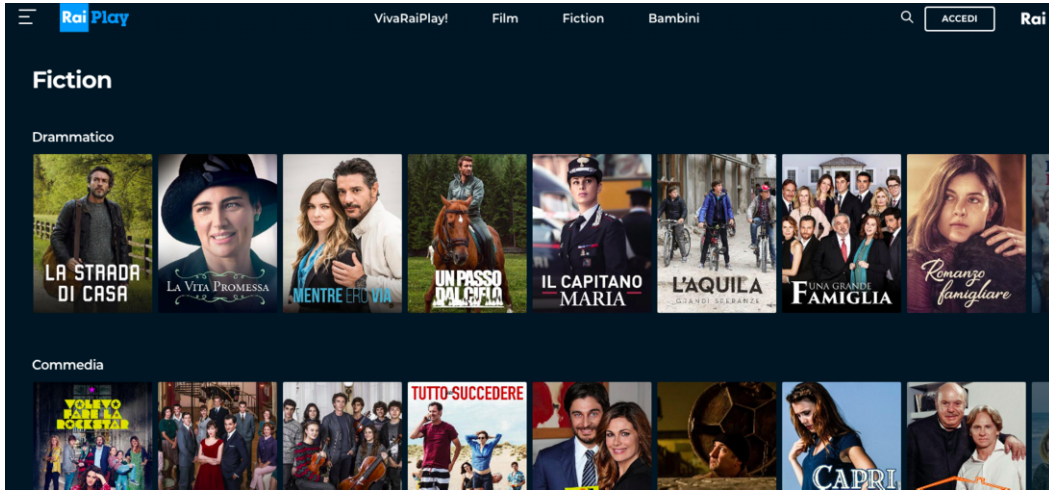 Rai Play
VivaRaiPlay!
Film
Fiction
Bambini
ACCEDI
Rai
Fiction
Drammatico
LA STRADA
DI CASA
LA VITA PROMESSA
MENTRE ERO VIA
UN PASSO
DAL CIELO
IL CAPITANO
MARIA
L'AQUILA
GRANDI SPERANZE
UNA GRANDE
FAMIGLIA
Romanzo
famigliare
Commedia
VOLEVO
FARE LA
ROCKSTAR
TUTTO PUÒ SUCCEDERE
CAPRI